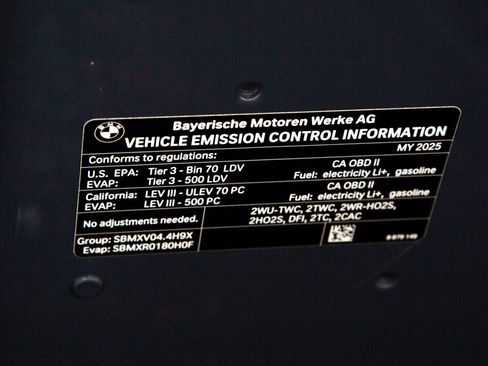 BMW
Bayerische Motoren Werke AG
VEHICLE EMISSION CONTROL INFORMATION
Conforms to regulations:
MY 2025
U.S. EPA: Tier 3 - Bin 70 LDV
CA OBD II
EVAP: Tier 3 - 500 LDV
Fuel: electricity Li+, gasoline
California: LEV III - ULEV 70 PC
CA OBD II
EVAP: LEV III - 500 PC
Fuel: electricity Li+, gasoline
No adjustments needed.
2WU-TWC, 2TWC, 2WR-HO2S,
2HO2S, DFI, 2TC, 2CAC
Group: SBMXV04.4H9X
Evap: SBMXR0180H0F